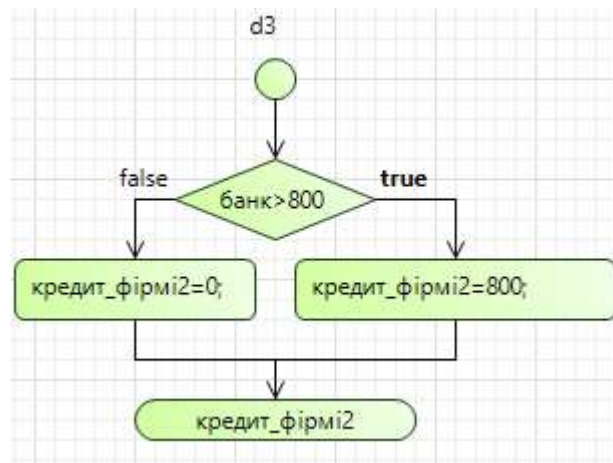 d3
false
true
банк>800
кредит_фірмі2=0;
кредит_фірмі2=800;
кредит_фірмі2